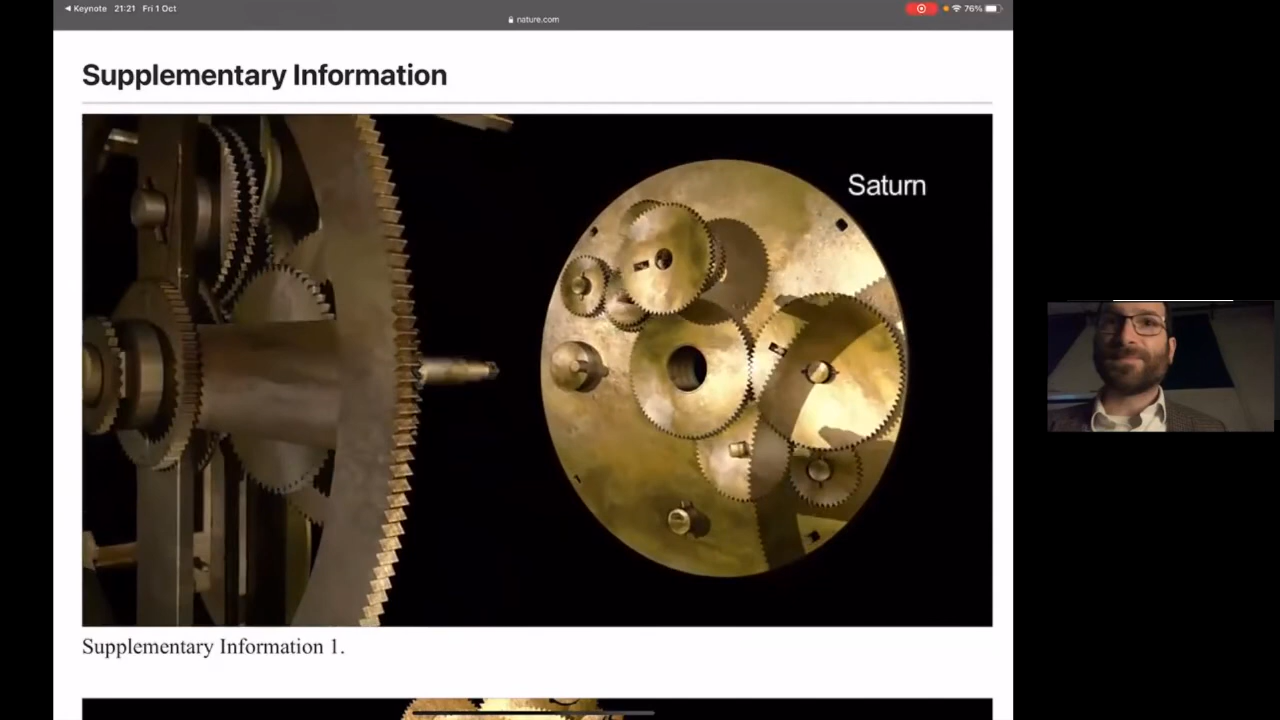 Keynote 21:21 Fri 1 Oct
76%
nature.com
Supplementary Information
Saturn
Supplementary Information 1.